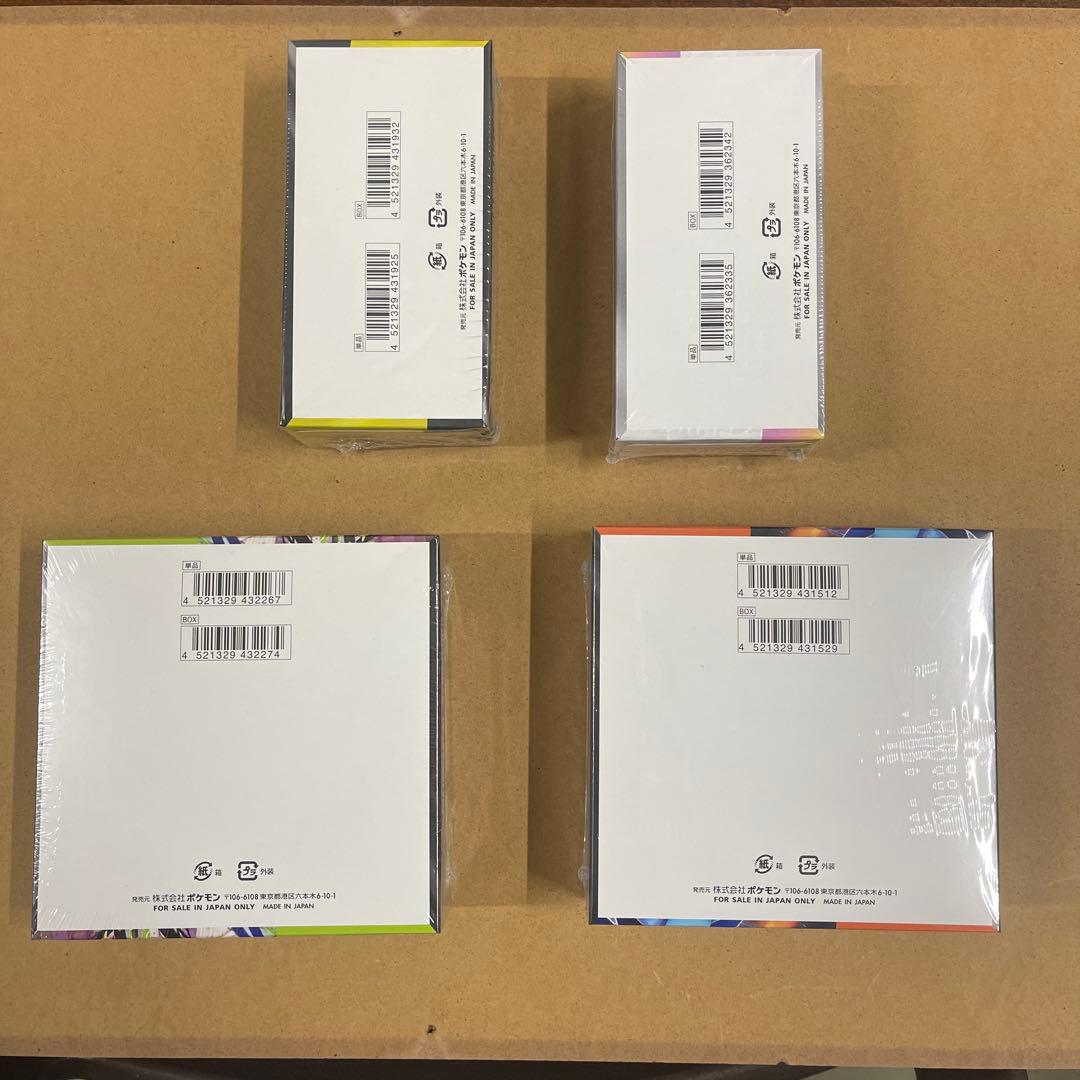 BOX
4 521329 431932
単品
4 521329 431925
紙 箱 プラ 外装
発売元 株式会社ポケモン 〒106-6108 東京都港区六本木6-10-1
FOR SALE IN JAPAN ONLY MADE IN JAPAN
BOX
4 521329 362342
単品
4 521329 362335
紙 箱 プラ 外装
発売元 株式会社ポケモン 〒106-6108 東京都港区六本木6-10-1
FOR SALE IN JAPAN ONLY MADE IN JAPAN
単品
4 521329 432267
BOX
4 521329 432274
紙 箱 プラ 外装
発売元 株式会社ポケモン 〒106-6108 東京都港区六本木6-10-1
FOR SALE IN JAPAN ONLY MADE IN JAPAN
単品
4 521329 431512
BOX
4 521329 431529
紙 箱 プラ 外装
発売元 株式会社ポケモン 〒106-6108 東京都港区六本木6-10-1
FOR SALE IN JAPAN ONLY MADE IN JAPAN